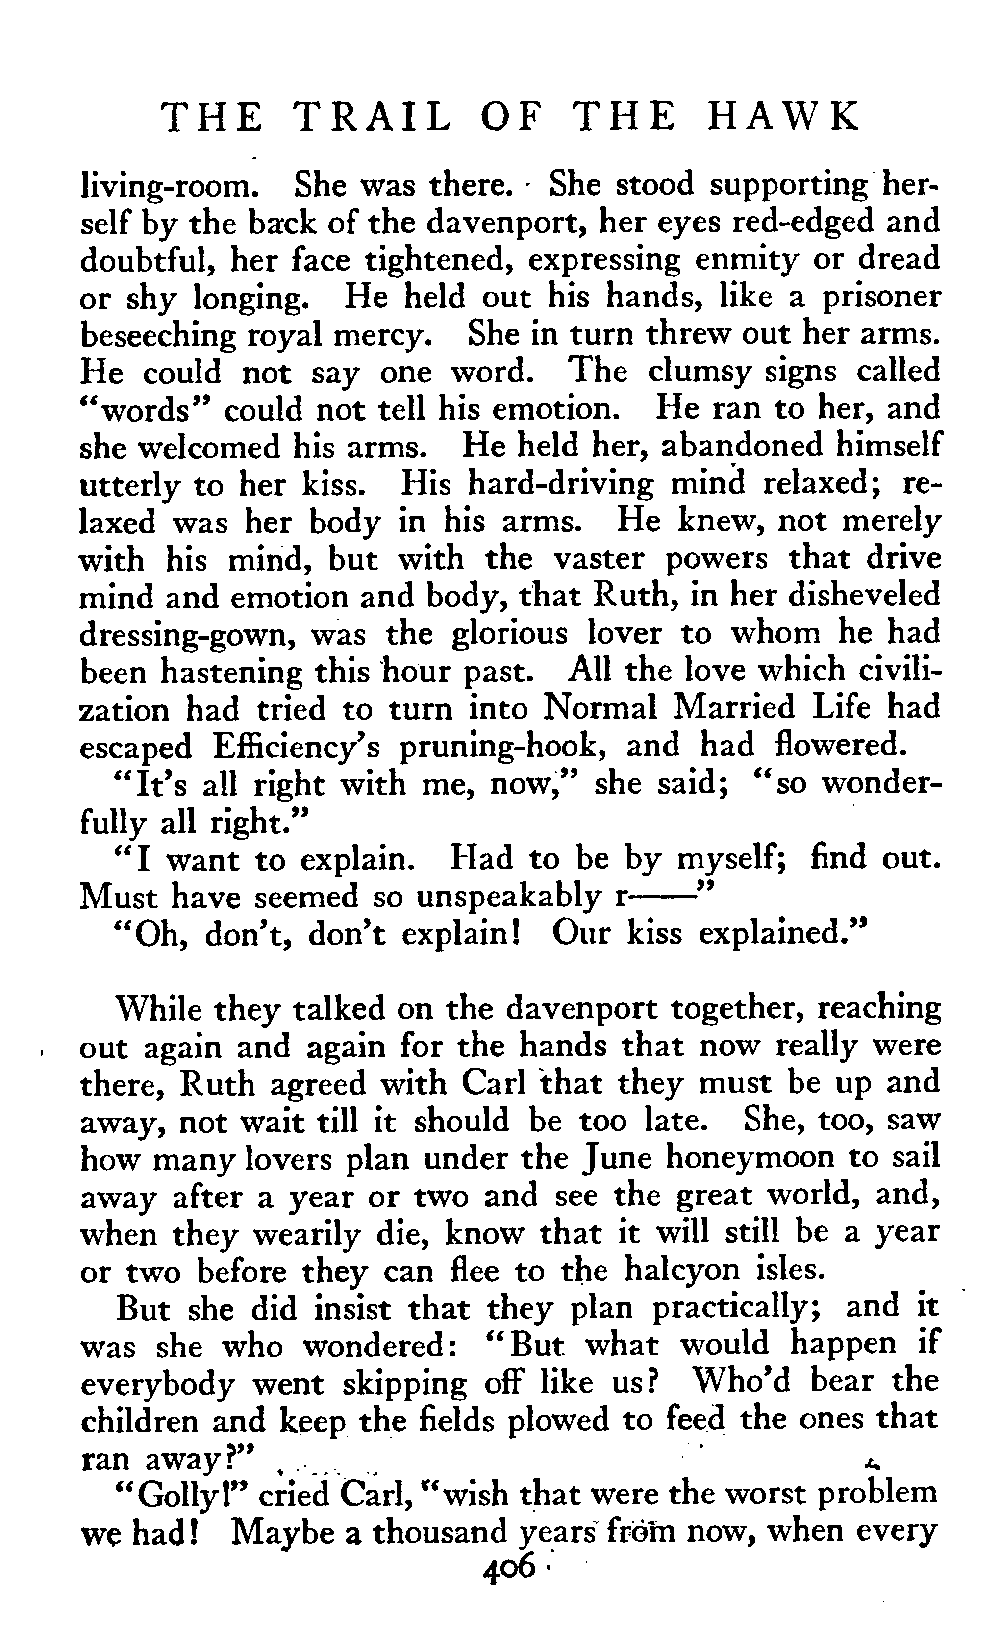 THE TRAIL OF THE HAWK
living-room. She was there. She stood supporting her-
self by the back of the davenport, her eyes red-edged and
doubtful, her face tightened, expressing enmity or dread
or shy longing. He held out his hands, like a prisoner
beseeching royal mercy. She in turn threw out her arms.
He could not say one word. The clumsy signs called
“words” could not tell his emotion. He ran to her, and
she welcomed his arms. He held her, abandoned himself
utterly to her kiss. His hard-driving mind relaxed; re-
laxed was her body in his arms. He knew, not merely
with his mind, but with the vaster powers that drive
mind and emotion and body, that Ruth, in her disheveled
dressing-gown, was the glorious lover to whom he had
been hastening this hour past. All the love which civili-
zation had tried to turn into Normal Married Life had
escaped Efficiency’s pruning-hook, and had flowered.
“It’s all right with me, now,” she said; “so wonder-
fully all right.”
“I want to explain. Had to be by myself; find out.
Must have seemed so unspeakably r——”
“Oh, don’t, don’t explain! Our kiss explained.”
While they talked on the davenport together, reaching
out again and again for the hands that now really were
there, Ruth agreed with Carl that they must be up and
away, not wait till it should be too late. She, too, saw
how many lovers plan under the June honeymoon to sail
away after a year or two and see the great world, and,
when they wearily die, know that it will still be a year
or two before they can flee to the halcyon isles.
But she did insist that they plan practically; and it
was she who wondered: “But what would happen if
everybody went skipping off like us? Who’d bear the
children and keep the fields plowed to feed the ones that
ran away?”
“Golly!” cried Carl, “wish that were the worst problem
we had! Maybe a thousand years from now, when every
406